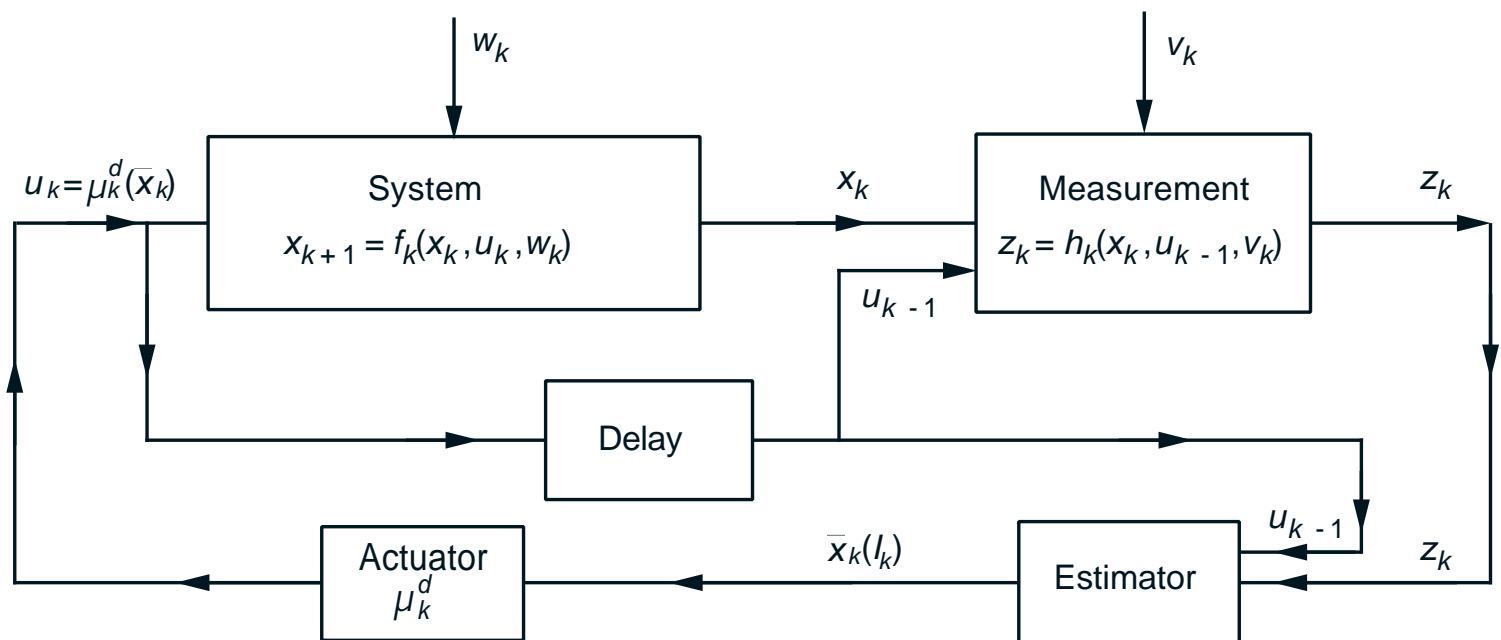 w_k
v_k
u_k = μ_k^d(x̄_k)
System
x_{k+1} = f_k(x_k, u_k, w_k)
x_k
Measurement
z_k = h_k(x_k, u_{k-1}, v_k)
z_k
u_{k-1}
Delay
u_{k-1}
Actuator
μ_k^d
x̄_k(I_k)
Estimator
z_k